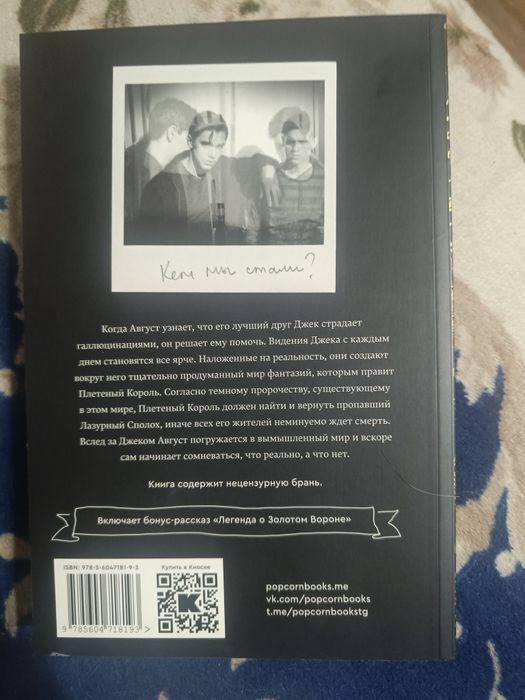 Кем мы стали?
Когда Август узнает, что его лучший друг Джек страдает
галлюцинациями, он решает ему помочь. Видения Джека с каждым
днем становятся все ярче. Наложенные на реальность, они создают
вокруг него тщательно продуманный мир фантазий, которым правит
Плетеный Король. Согласно темному пророчеству, существующему
в этом мире, Плетеный Король должен найти и вернуть пропавший
Лазурный Сполох, иначе всех его жителей неминуемо ждет смерть.
Вслед за Джеком Август погружается в вымышленный мир и вскоре
сам начинает сомневаться, что реально, а что нет.
Книга содержит нецензурную брань.
Включает бонус-рассказ «Легенда о Золотом Вороне»
ISBN: 978-5-6047181-9-3
9 785604 718193 >
Купить в Киоске
K
popcornbooks.me
vk.com/popcornbooks
t.me/popcornbookstg